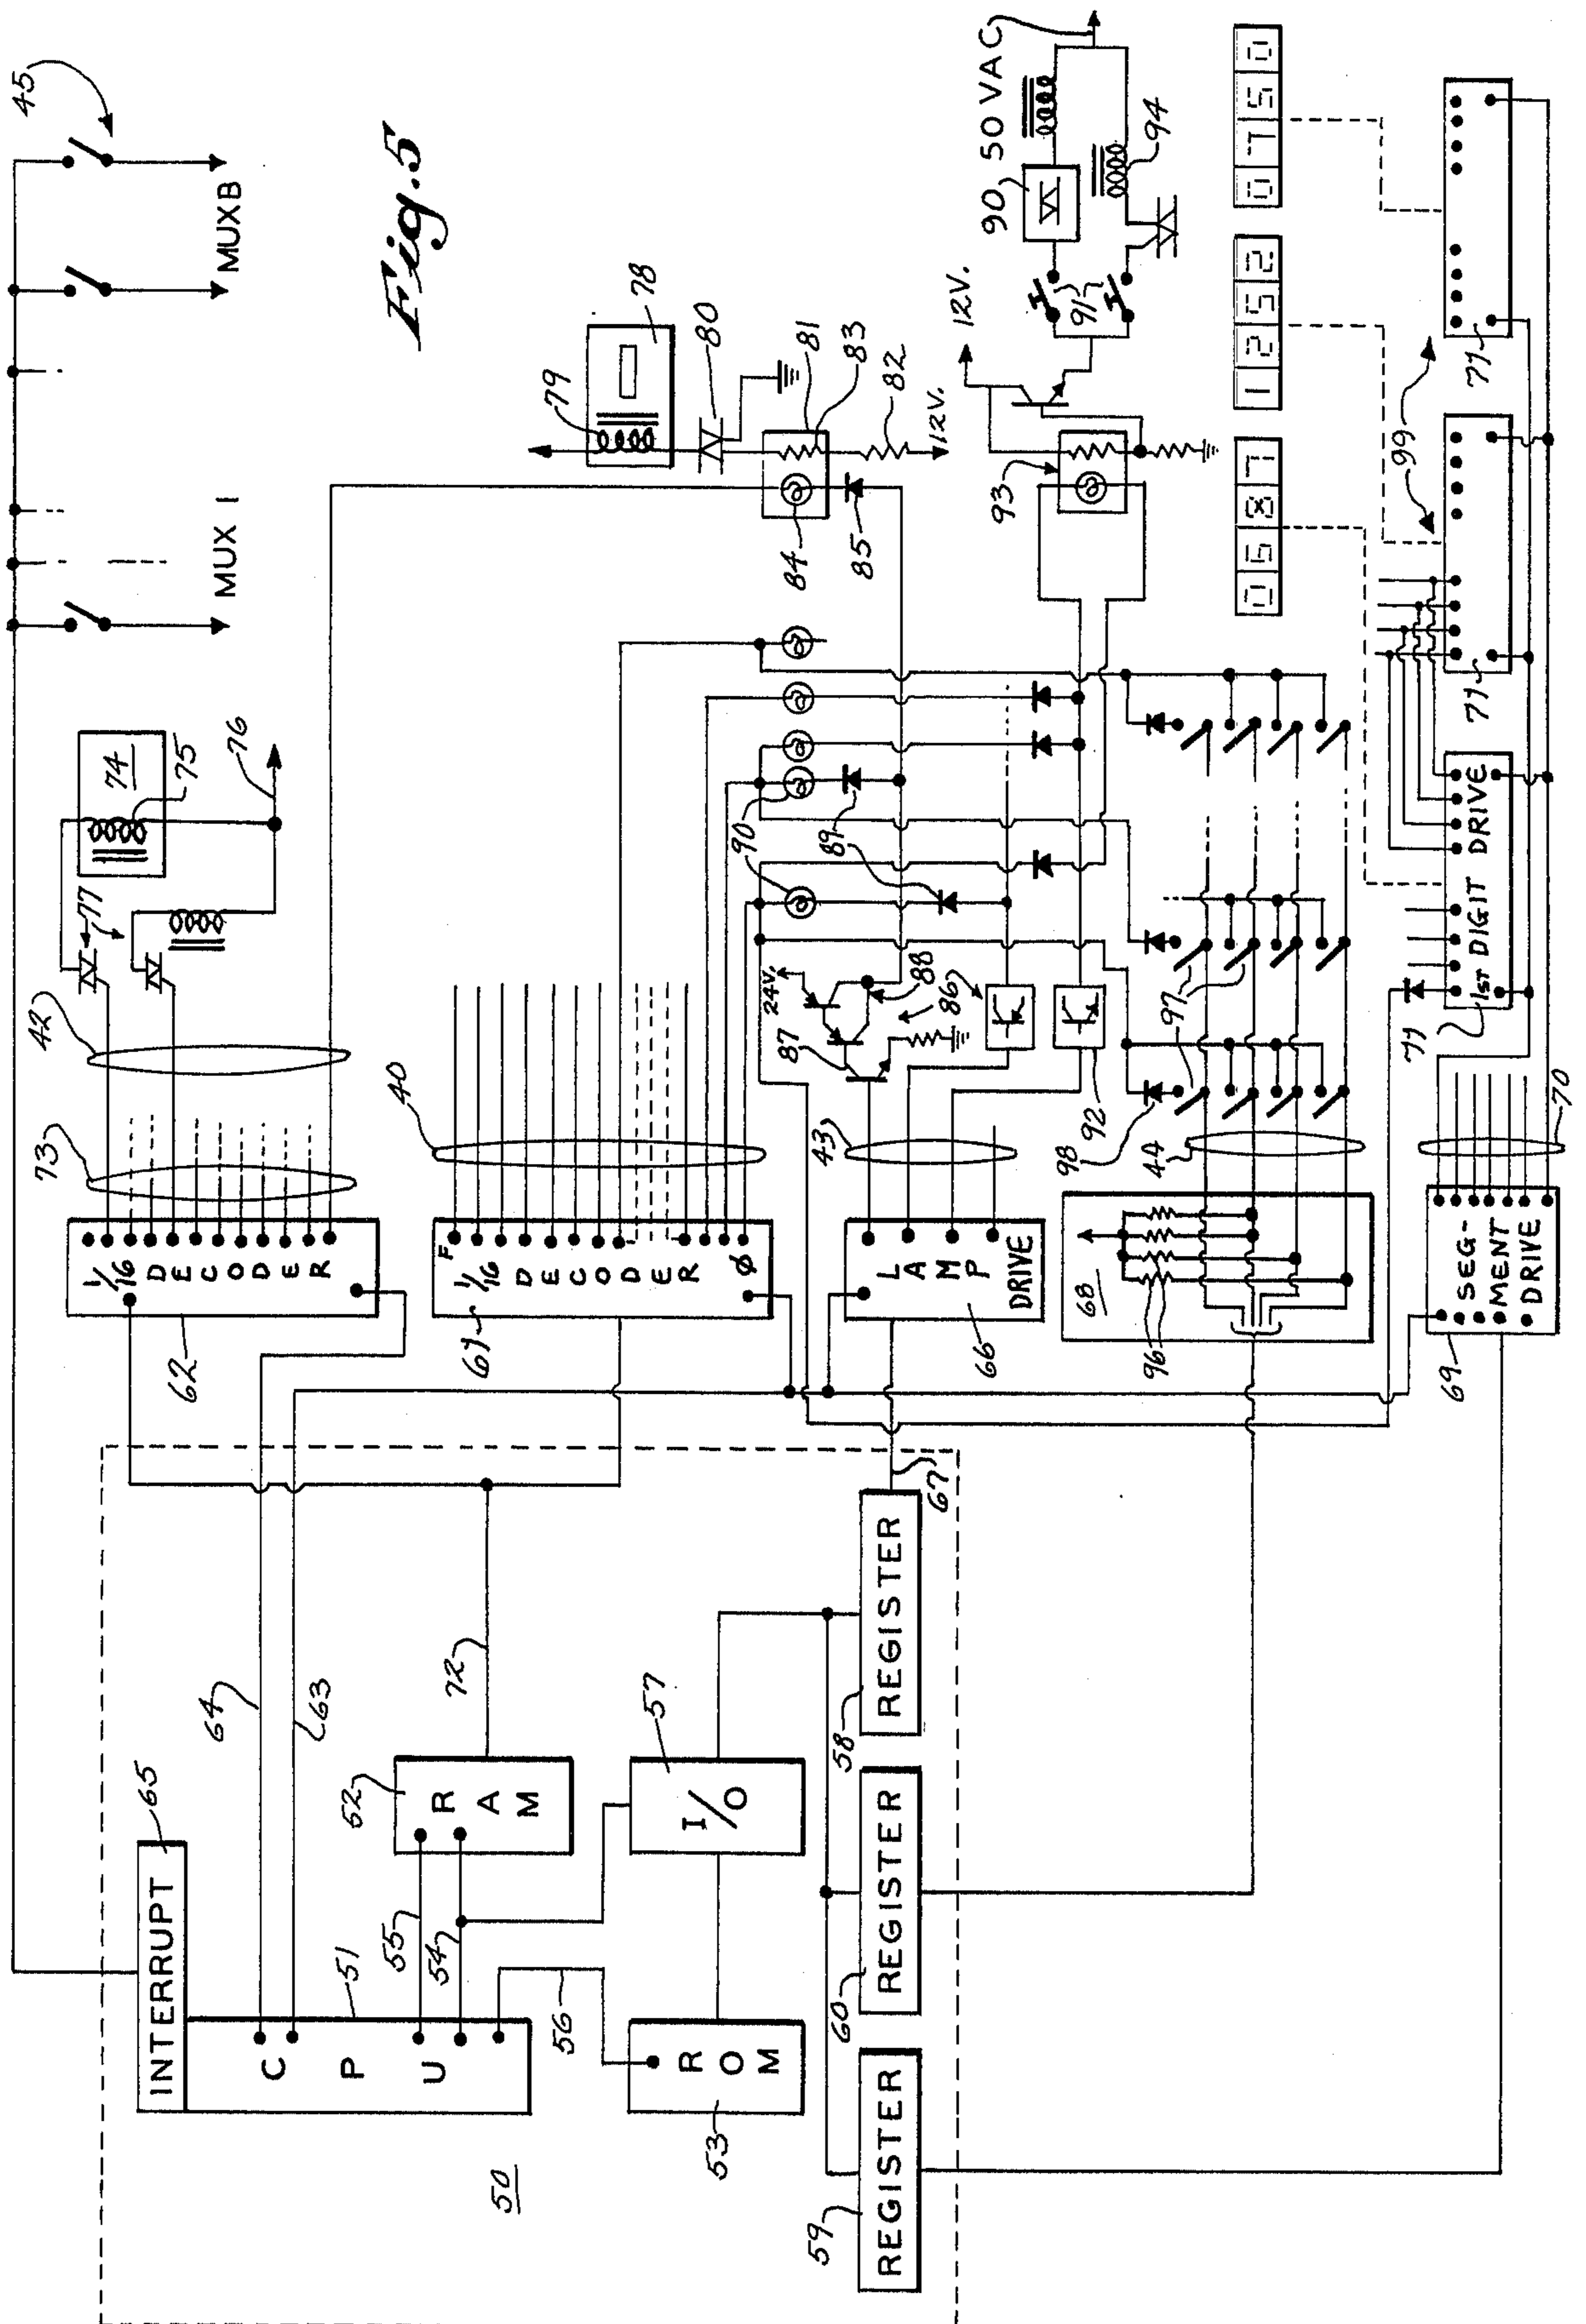 Fig. 5
45
MUX 1
MUX B
INTERRUPT
65
CPU
51
64
63
55
54
56
52
RAM
72
53
ROM
57
I/O
50
59
REGISTER
60
REGISTER
58
REGISTER
67
62
1/16 DECODER
73
42
77
74
75
76
61
F
1/16 DECODER
Ø
40
66
LAMP DRIVE
43
78
79
80
81
83
82
12V.
84
85
24V.
87
88
86
89
90
92
93
12V.
91
90
50 VAC
94
68
96
44
98
97
69
SEG-
MENT
DRIVE
70
71
1st DIGIT DRIVE
71
99
71
0687
1252
0750